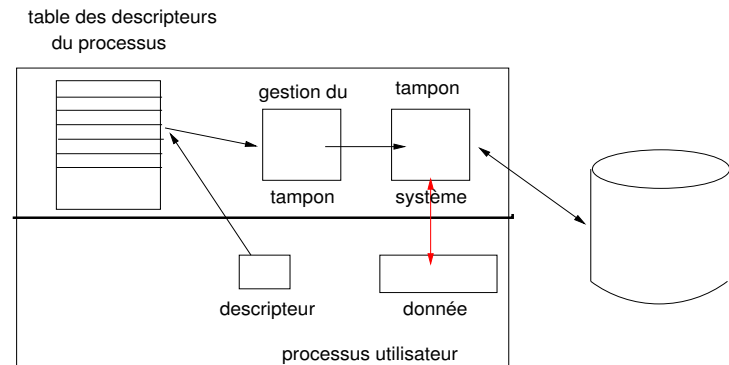 table des descripteurs
du processus
gestion du
tampon
tampon
système
descripteur
donnée
processus utilisateur